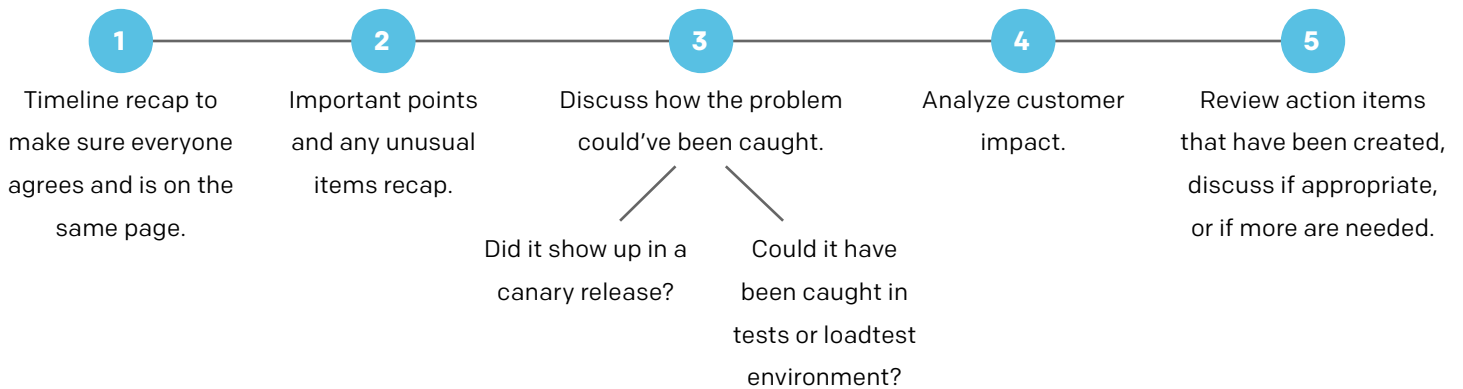 1
Timeline recap to
make sure everyone
agrees and is on the
same page.
2
Important points
and any unusual
items recap.
3
Discuss how the problem
could've been caught.
Did it show up in a
canary release?
Could it have
been caught in
tests or loadtest
environment?
4
Analyze customer
impact.
5
Review action items
that have been created,
discuss if appropriate,
or if more are needed.